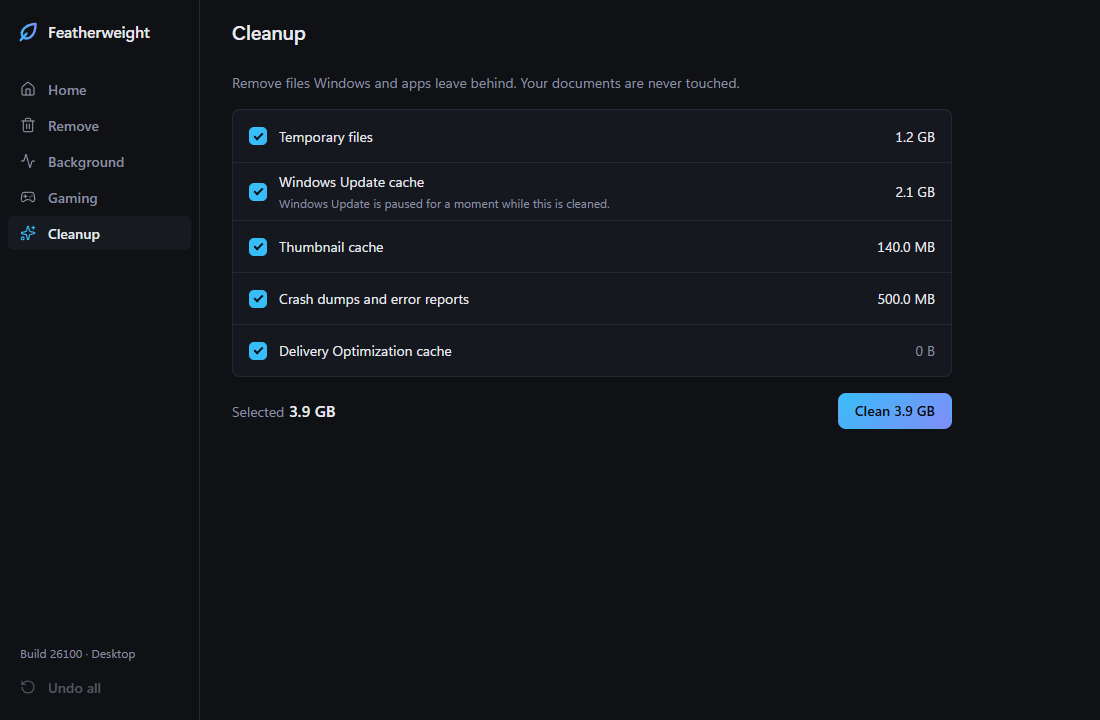 Featherweight
Home
Remove
Background
Gaming
Cleanup
Build 26100 · Desktop
Undo all
Cleanup
Remove files Windows and apps leave behind. Your documents are never touched.
Temporary files 1.2 GB
Windows Update cache 2.1 GB
Windows Update is paused for a moment while this is cleaned.
Thumbnail cache 140.0 MB
Crash dumps and error reports 500.0 MB
Delivery Optimization cache 0 B
Selected 3.9 GB
Clean 3.9 GB